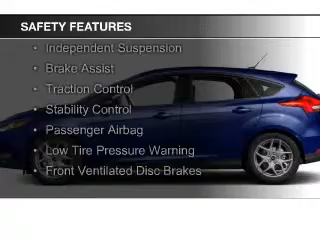 SAFETY FEATURES
• Independent Suspension
• Brake Assist
• Traction Control
• Stability Control
• Passenger Airbag
• Low Tire Pressure Warning
• Front Ventilated Disc Brakes